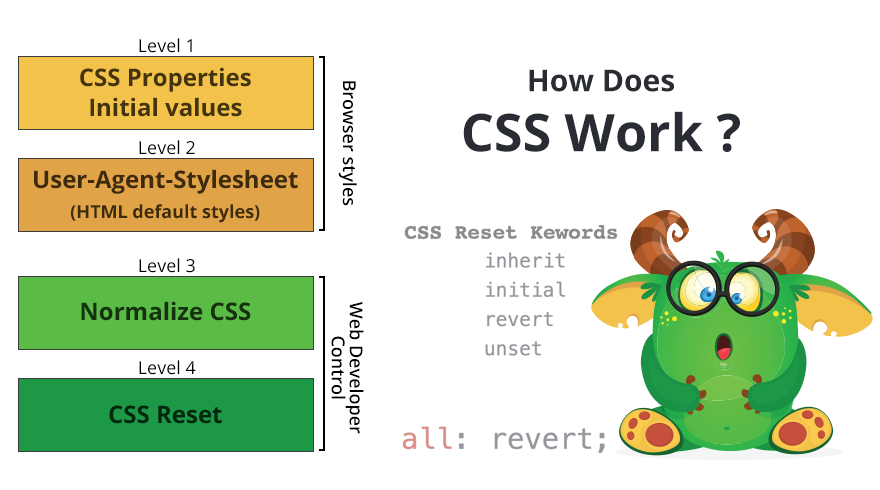 Level 1
CSS Properties
Initial values
Level 2
User-Agent-Stylesheet
(HTML default styles)
Browser styles
Level 3
Normalize CSS
Level 4
CSS Reset
Web Developer
Control
How Does
CSS Work ?
CSS Reset Kewords
inherit
initial
revert
unset
all: revert;